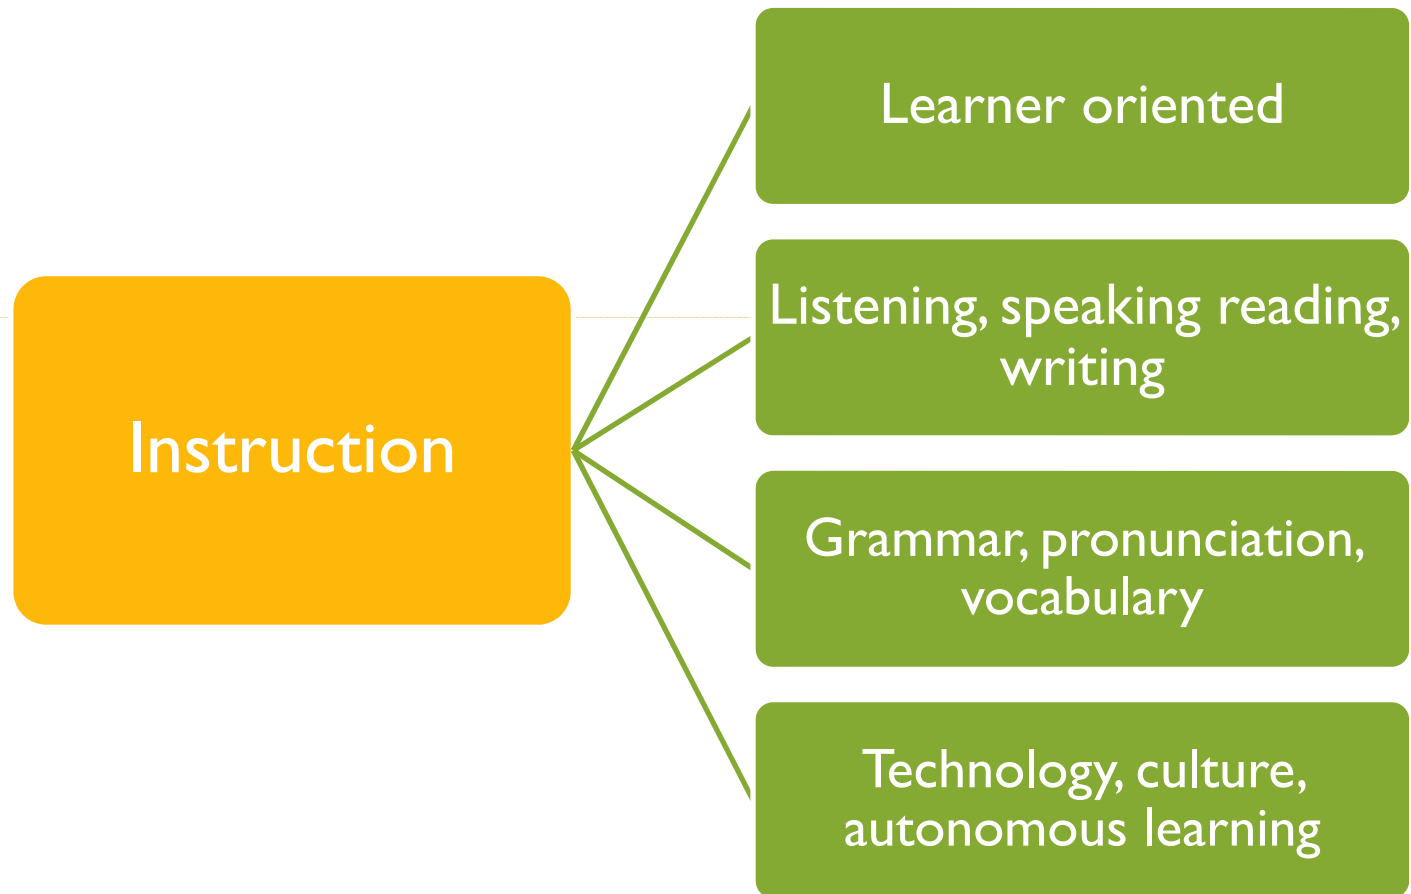 Instruction
Learner oriented
Listening, speaking reading,
writing
Grammar, pronunciation,
vocabulary
Technology, culture,
autonomous learning